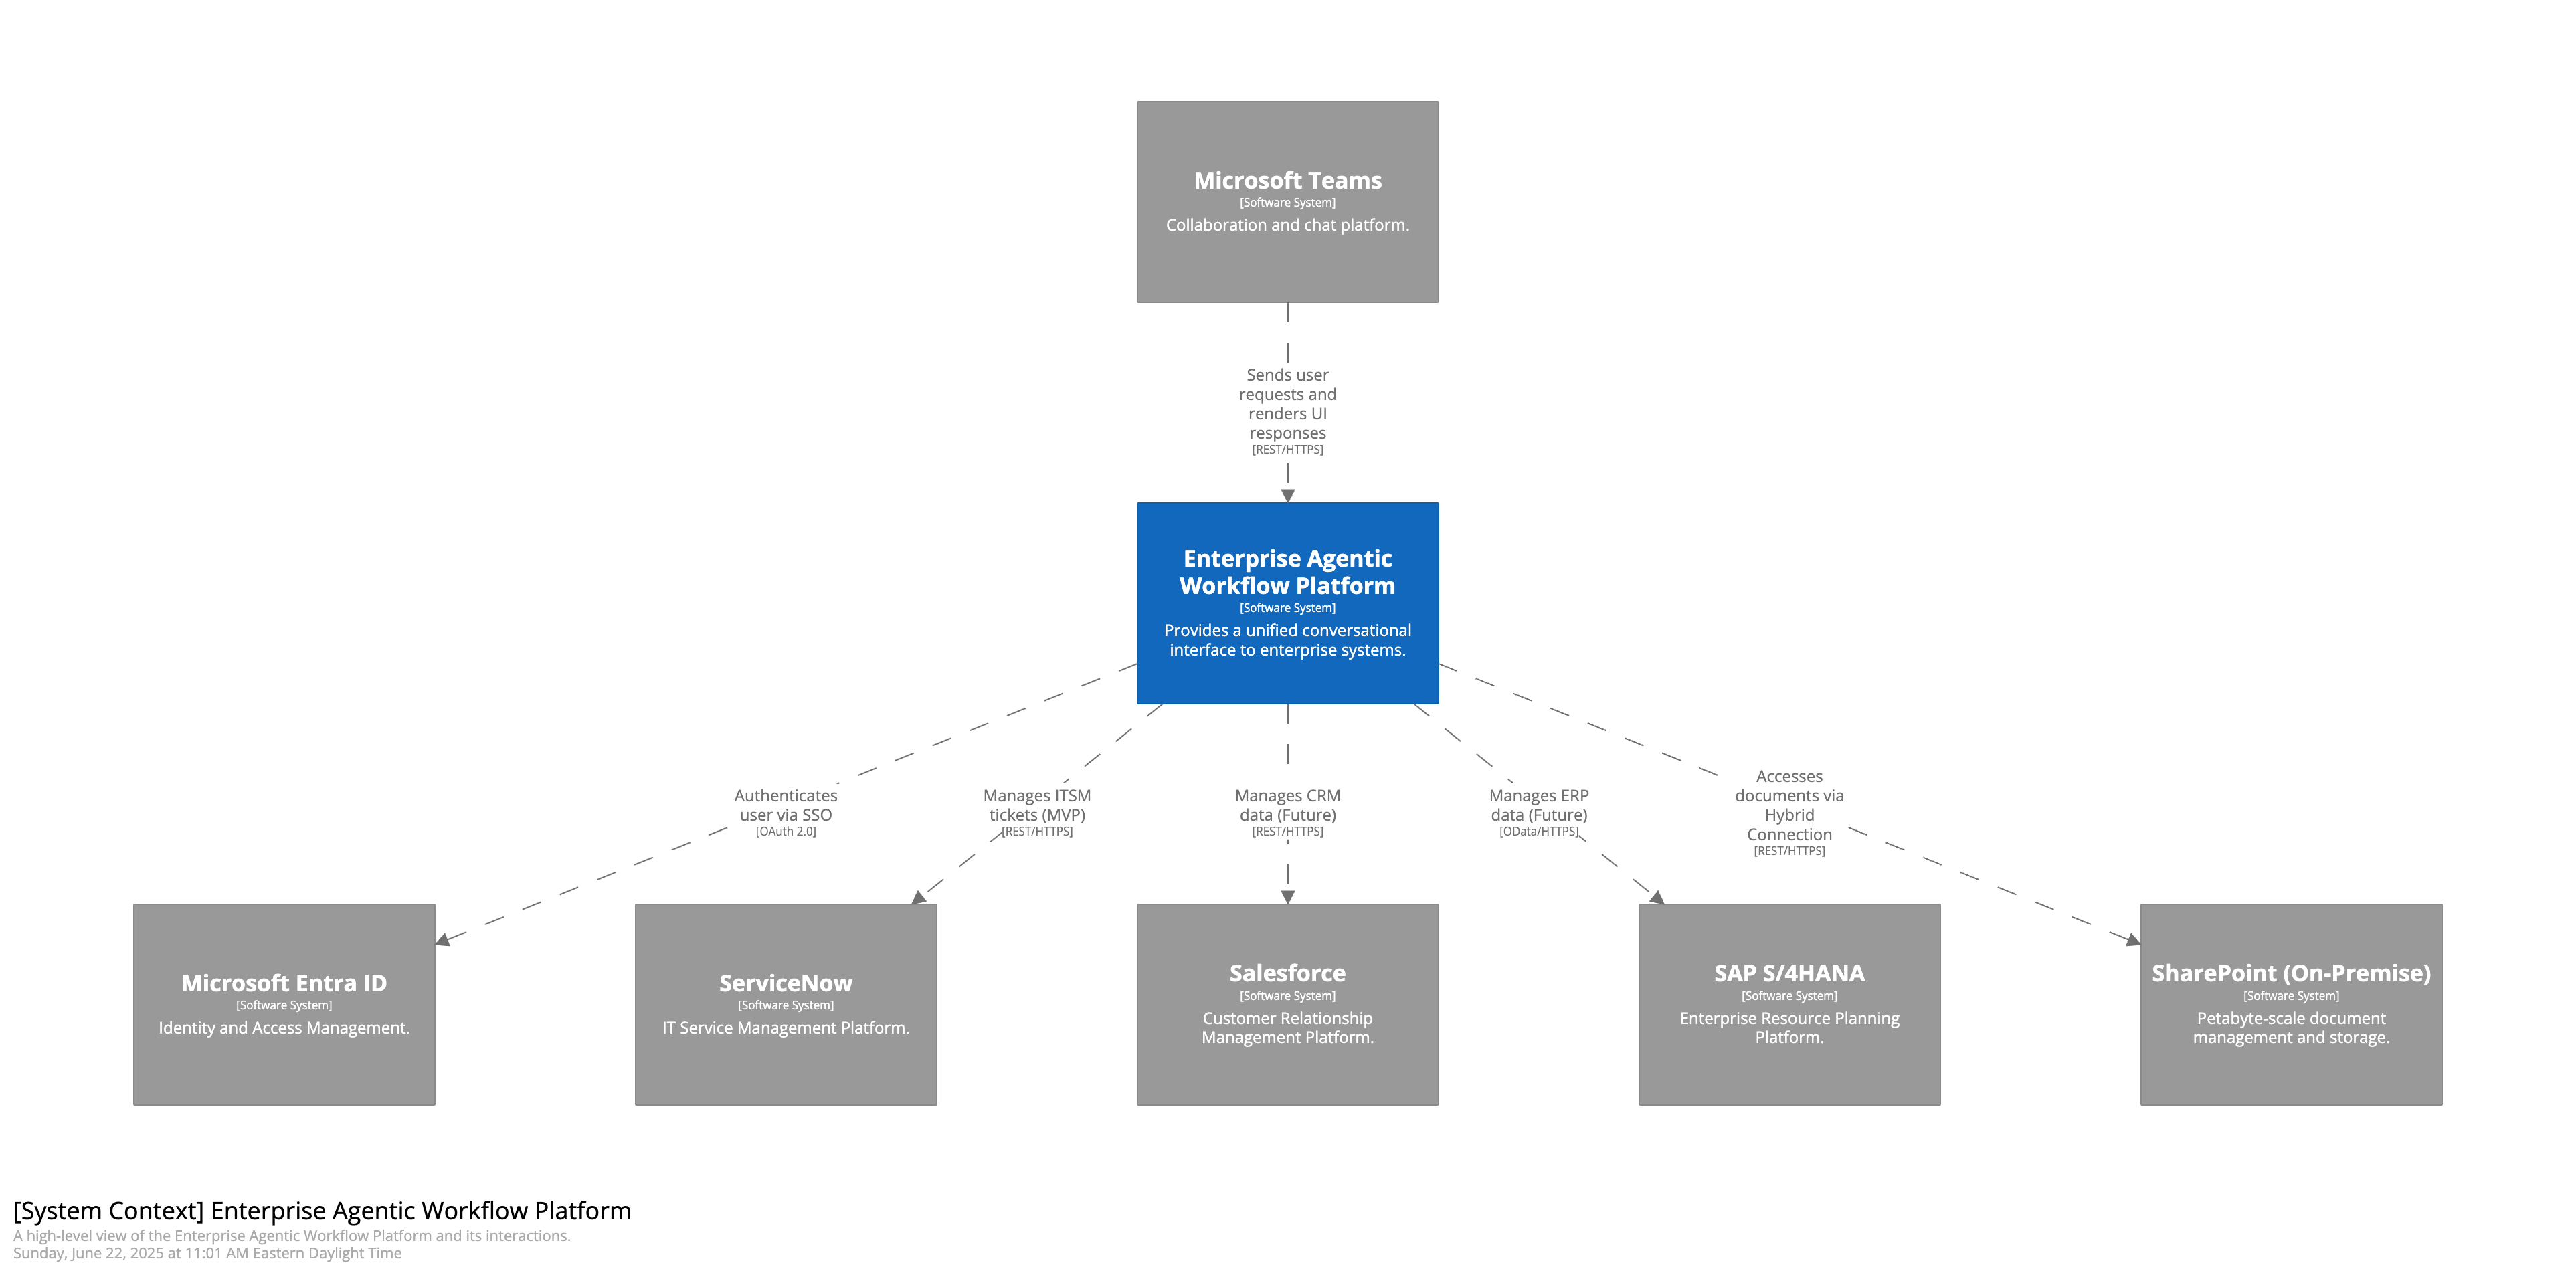 Microsoft Teams
[Software System]
Collaboration and chat platform.
Sends user
requests and
renders UI
responses
[REST/HTTPS]
Enterprise Agentic
Workflow Platform
[Software System]
Provides a unified conversational
interface to enterprise systems.
Authenticates
user via SSO
[OAuth 2.0]
Manages ITSM
tickets (MVP)
[REST/HTTPS]
Manages CRM
data (Future)
[REST/HTTPS]
Manages ERP
data (Future)
[OData/HTTPS]
Accesses
documents via
Hybrid
Connection
[REST/HTTPS]
Microsoft Entra ID
[Software System]
Identity and Access Management.
ServiceNow
[Software System]
IT Service Management Platform.
Salesforce
[Software System]
Customer Relationship
Management Platform.
SAP S/4HANA
[Software System]
Enterprise Resource Planning
Platform.
SharePoint (On-Premise)
[Software System]
Petabyte-scale document
management and storage.
[System Context] Enterprise Agentic Workflow Platform
A high-level view of the Enterprise Agentic Workflow Platform and its interactions.
Sunday, June 22, 2025 at 11:01 AM Eastern Daylight Time